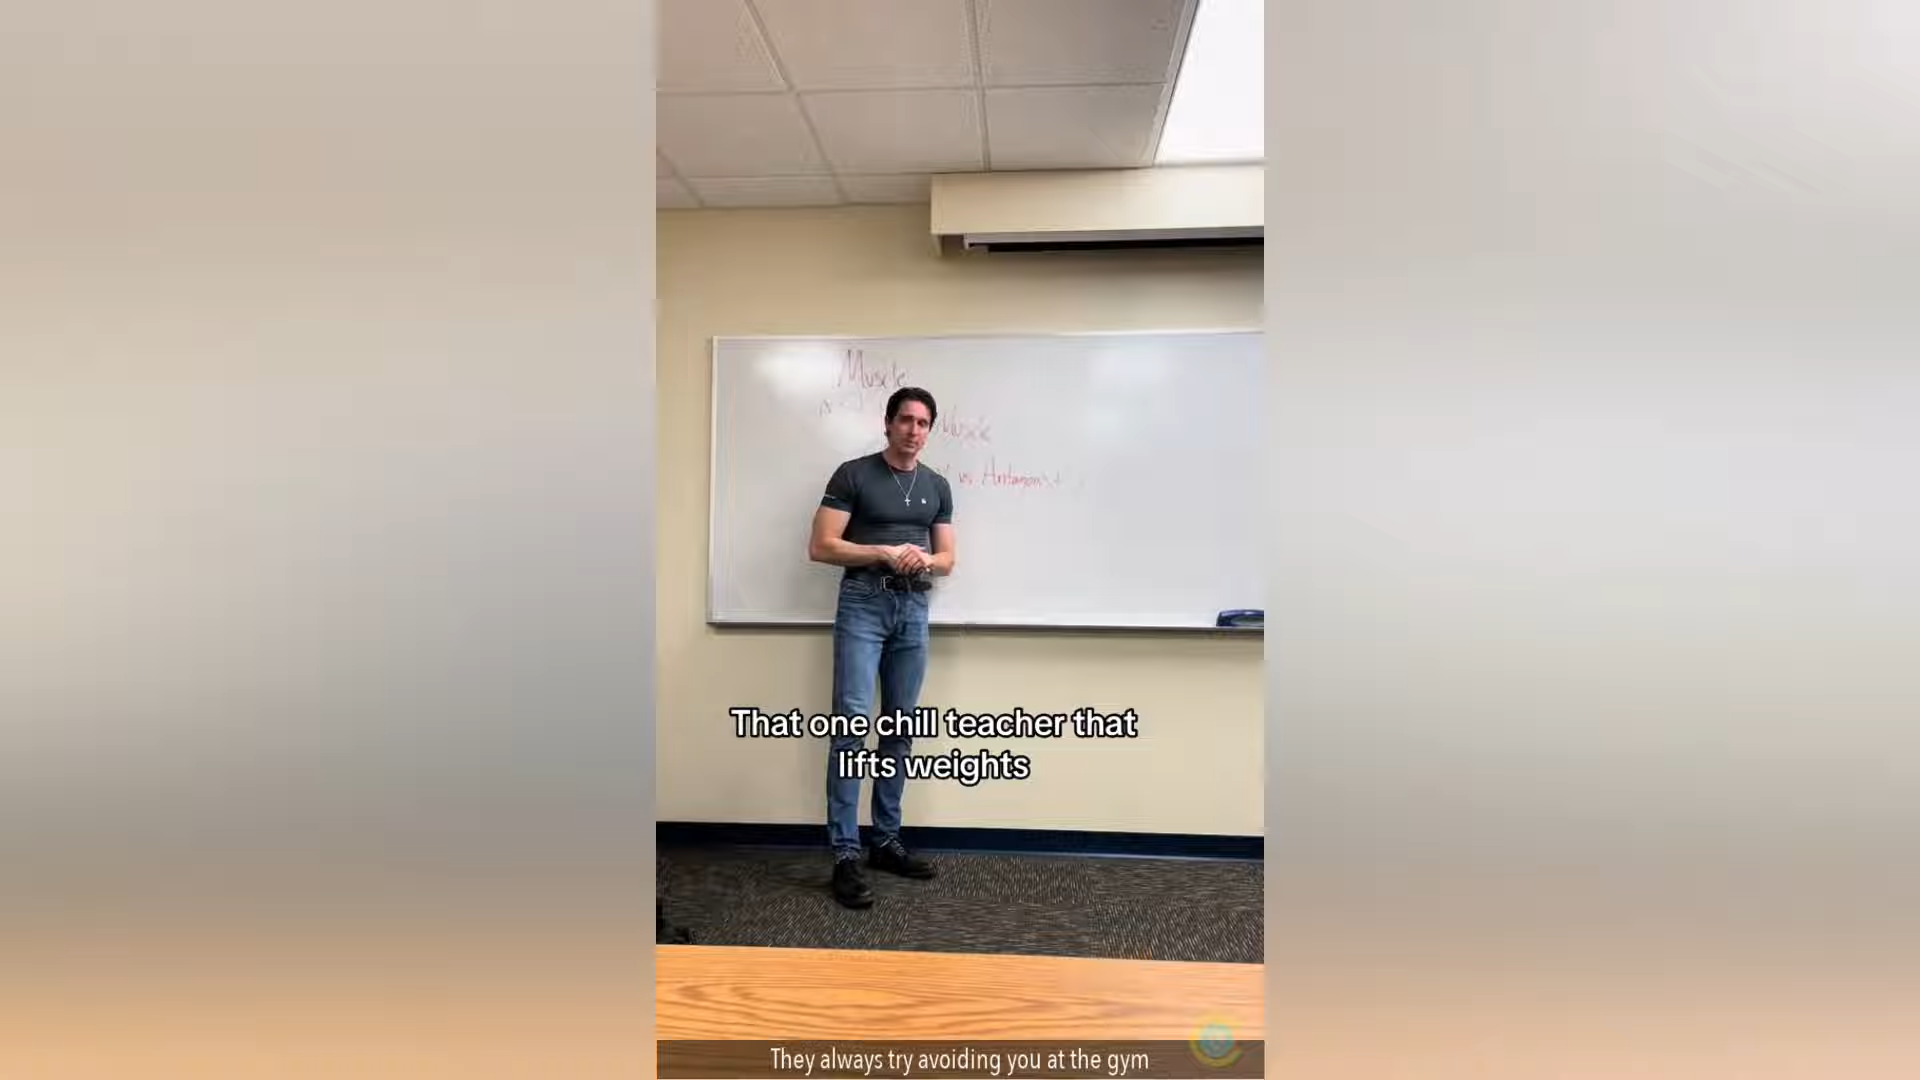 Muscle
Muscle
vs Antagonist
That one chill teacher that
lifts weights
They always try avoiding you at the gym